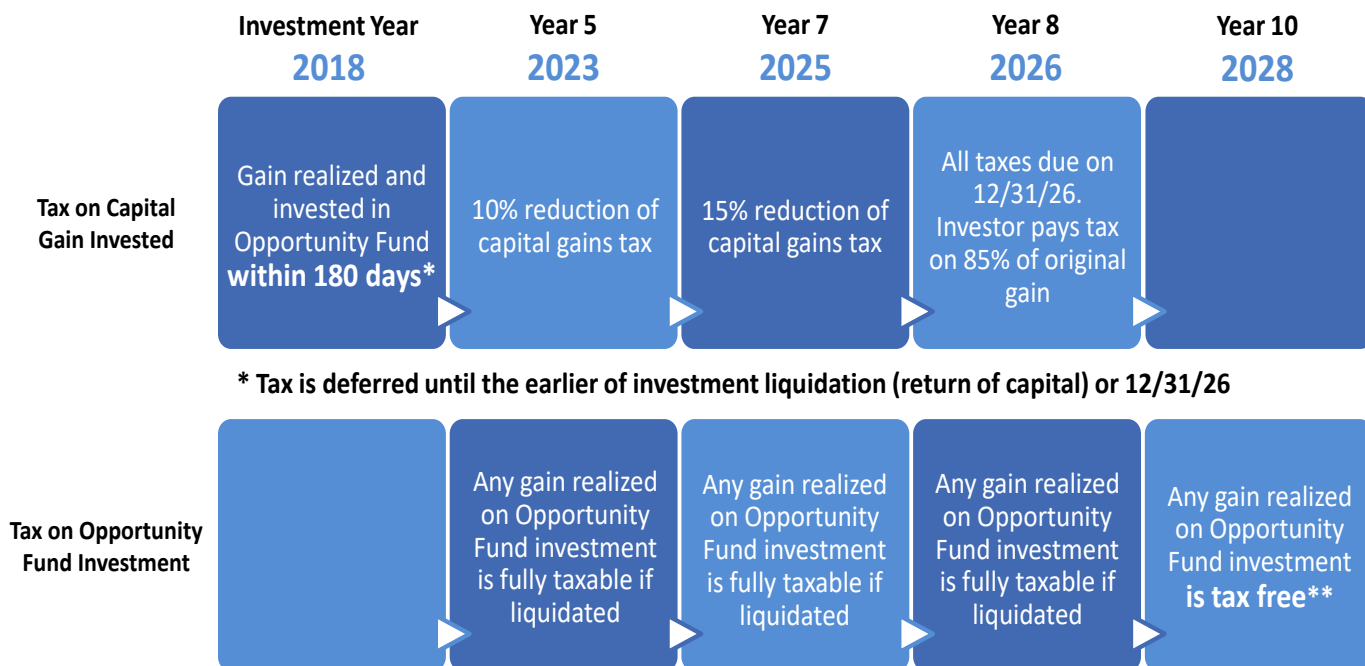 Investment Year
Year 5
Year 7
Year 8
Year 10
2018
2023
2025
2026
2028
Tax on Capital
Gain Invested
Gain realized and
invested in
Opportunity Fund
within 180 days*
10% reduction of
capital gains tax
15% reduction of
capital gains tax
All taxes due on
12/31/26.
Investor pays tax
on 85% of original
gain
* Tax is deferred until the earlier of investment liquidation (return of capital) or 12/31/26
Tax on Opportunity
Fund Investment
Any gain realized
on Opportunity
Fund investment
is fully taxable if
liquidated
Any gain realized
on Opportunity
Fund investment
is fully taxable if
liquidated
Any gain realized
on Opportunity
Fund investment
is fully taxable if
liquidated
Any gain realized
on Opportunity
Fund investment
is tax free**